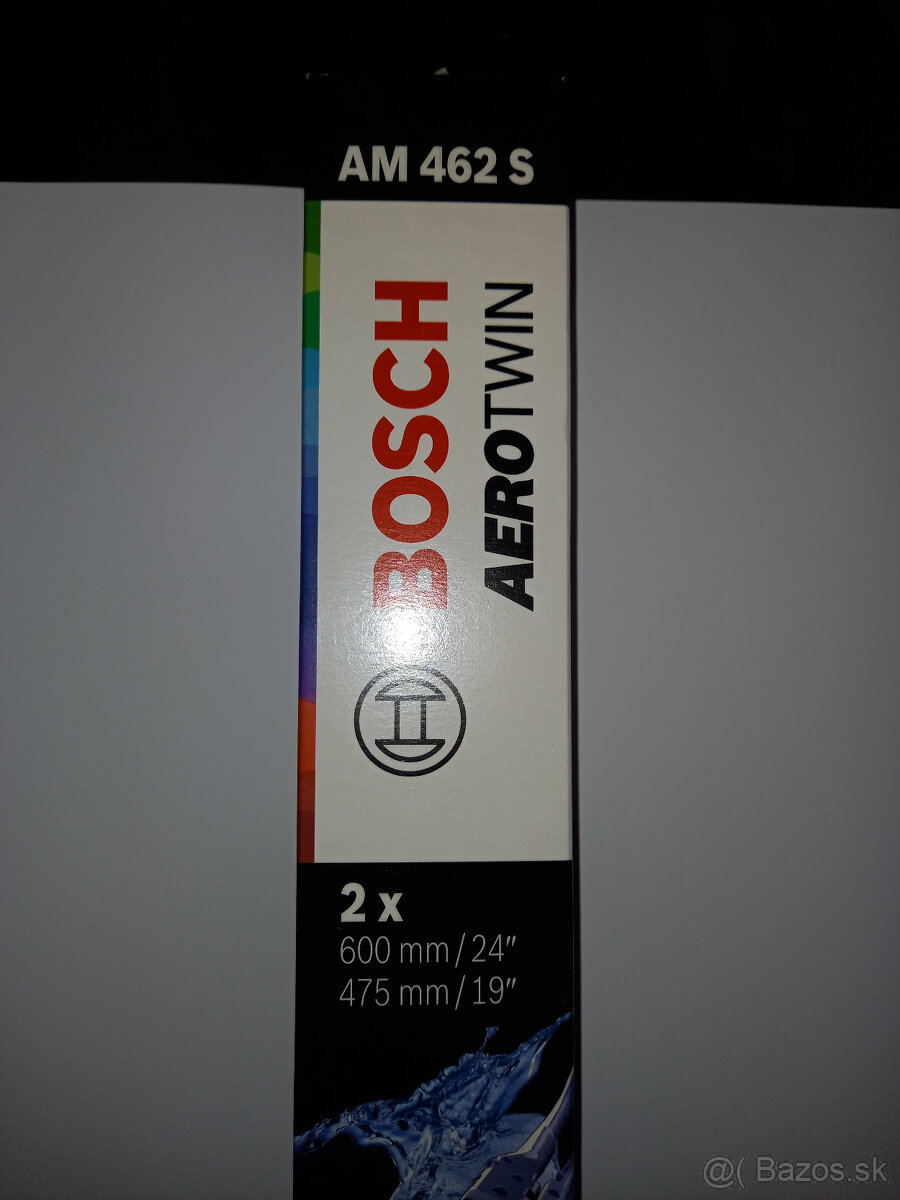 AM 462 S
BOSCH
AEROTWIN
2 x
600 mm / 24"
475 mm / 19"
@( Bazos.sk